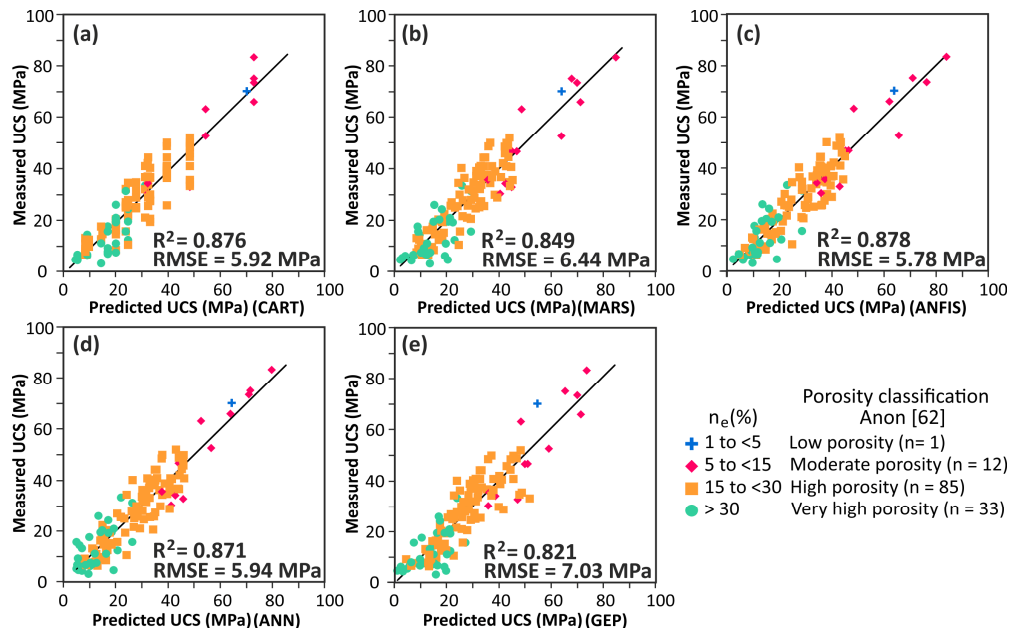 (a)
Measured UCS (MPa)
100
80
60
40
20
0
R² = 0.876
RMSE = 5.92 MPa
0 20 40 60 80 100
Predicted UCS (MPa) (CART)
(b)
Measured UCS (MPa)
100
80
60
40
20
0
R² = 0.849
RMSE = 6.44 MPa
0 20 40 60 80 100
Predicted UCS (MPa)(MARS)
(c)
Measured UCS (MPa)
100
80
60
40
20
0
R² = 0.878
RMSE = 5.78 MPa
0 20 40 60 80 100
Predicted UCS (MPa) (ANFIS)
(d)
Measured UCS (MPa)
100
80
60
40
20
0
R² = 0.871
RMSE = 5.94 MPa
0 20 40 60 80 100
Predicted UCS (MPa) (ANN)
(e)
Measured UCS (MPa)
100
80
60
40
20
0
R² = 0.821
RMSE = 7.03 MPa
0 20 40 60 80 100
Predicted UCS (MPa) (GEP)
Porosity classification
nₑ(%) Anon [62]
1 to <5 Low porosity (n= 1)
5 to <15 Moderate porosity (n = 12)
15 to <30 High porosity (n = 85)
> 30 Very high porosity (n = 33)